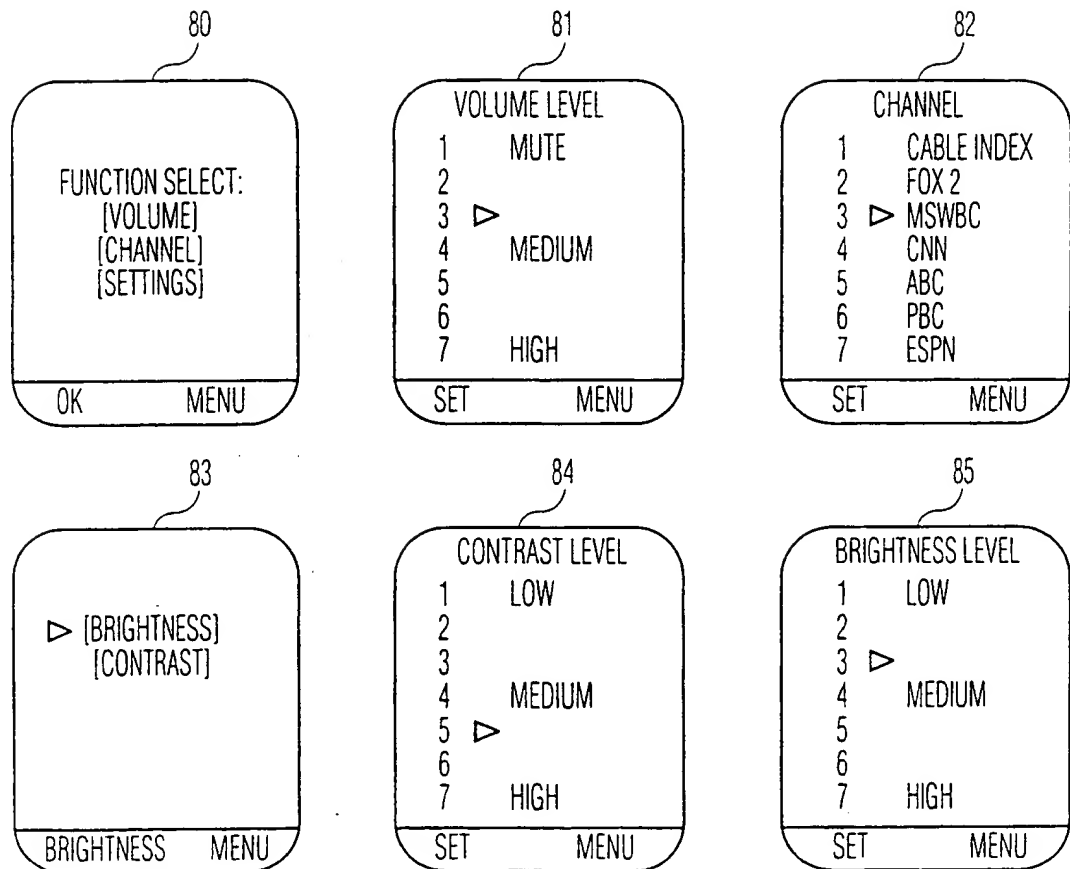 80
FUNCTION SELECT:
[VOLUME]
[CHANNEL]
[SETTINGS]
OK MENU
81
VOLUME LEVEL
1 MUTE
2
3
4 MEDIUM
5
6
7 HIGH
SET MENU
82
CHANNEL
1 CABLE INDEX
2 FOX 2
3 MSWBC
4 CNN
5 ABC
6 PBC
7 ESPN
SET MENU
83
[BRIGHTNESS]
[CONTRAST]
BRIGHTNESS MENU
84
CONTRAST LEVEL
1 LOW
2
3
4 MEDIUM
5
6
7 HIGH
SET MENU
85
BRIGHTNESS LEVEL
1 LOW
2
3
4 MEDIUM
5
6
7 HIGH
SET MENU